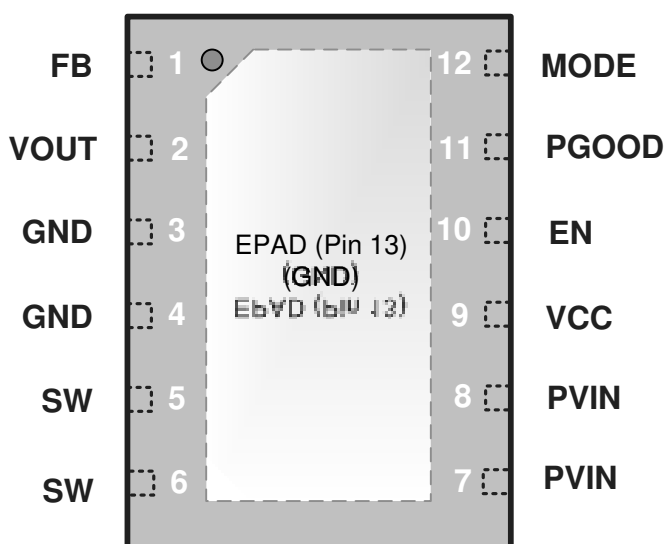 FB 1 12 MODE
VOUT 2 11 PGOOD
GND 3 10 EN
EPAD (Pin 13)
(GND)
GND 4 9 VCC
SW 5 8 PVIN
SW 6 7 PVIN